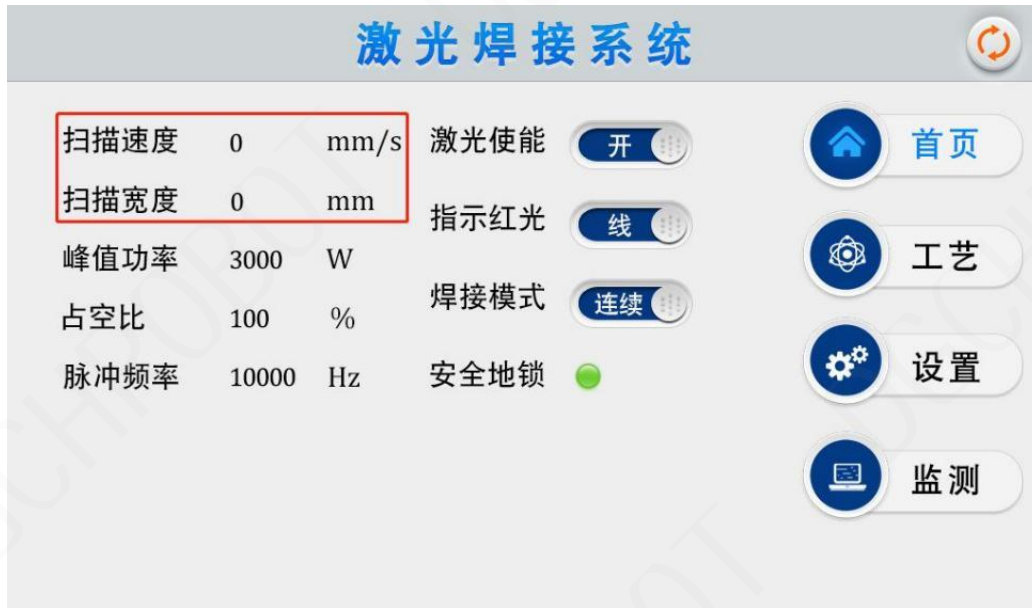 激光焊接系统
扫描速度 0 mm/s
扫描宽度 0 mm
峰值功率 3000 W
占空比 100 %
脉冲频率 10000 Hz
激光使能 开
指示红光 线
焊接模式 连续
安全地锁
首页
工艺
设置
监测